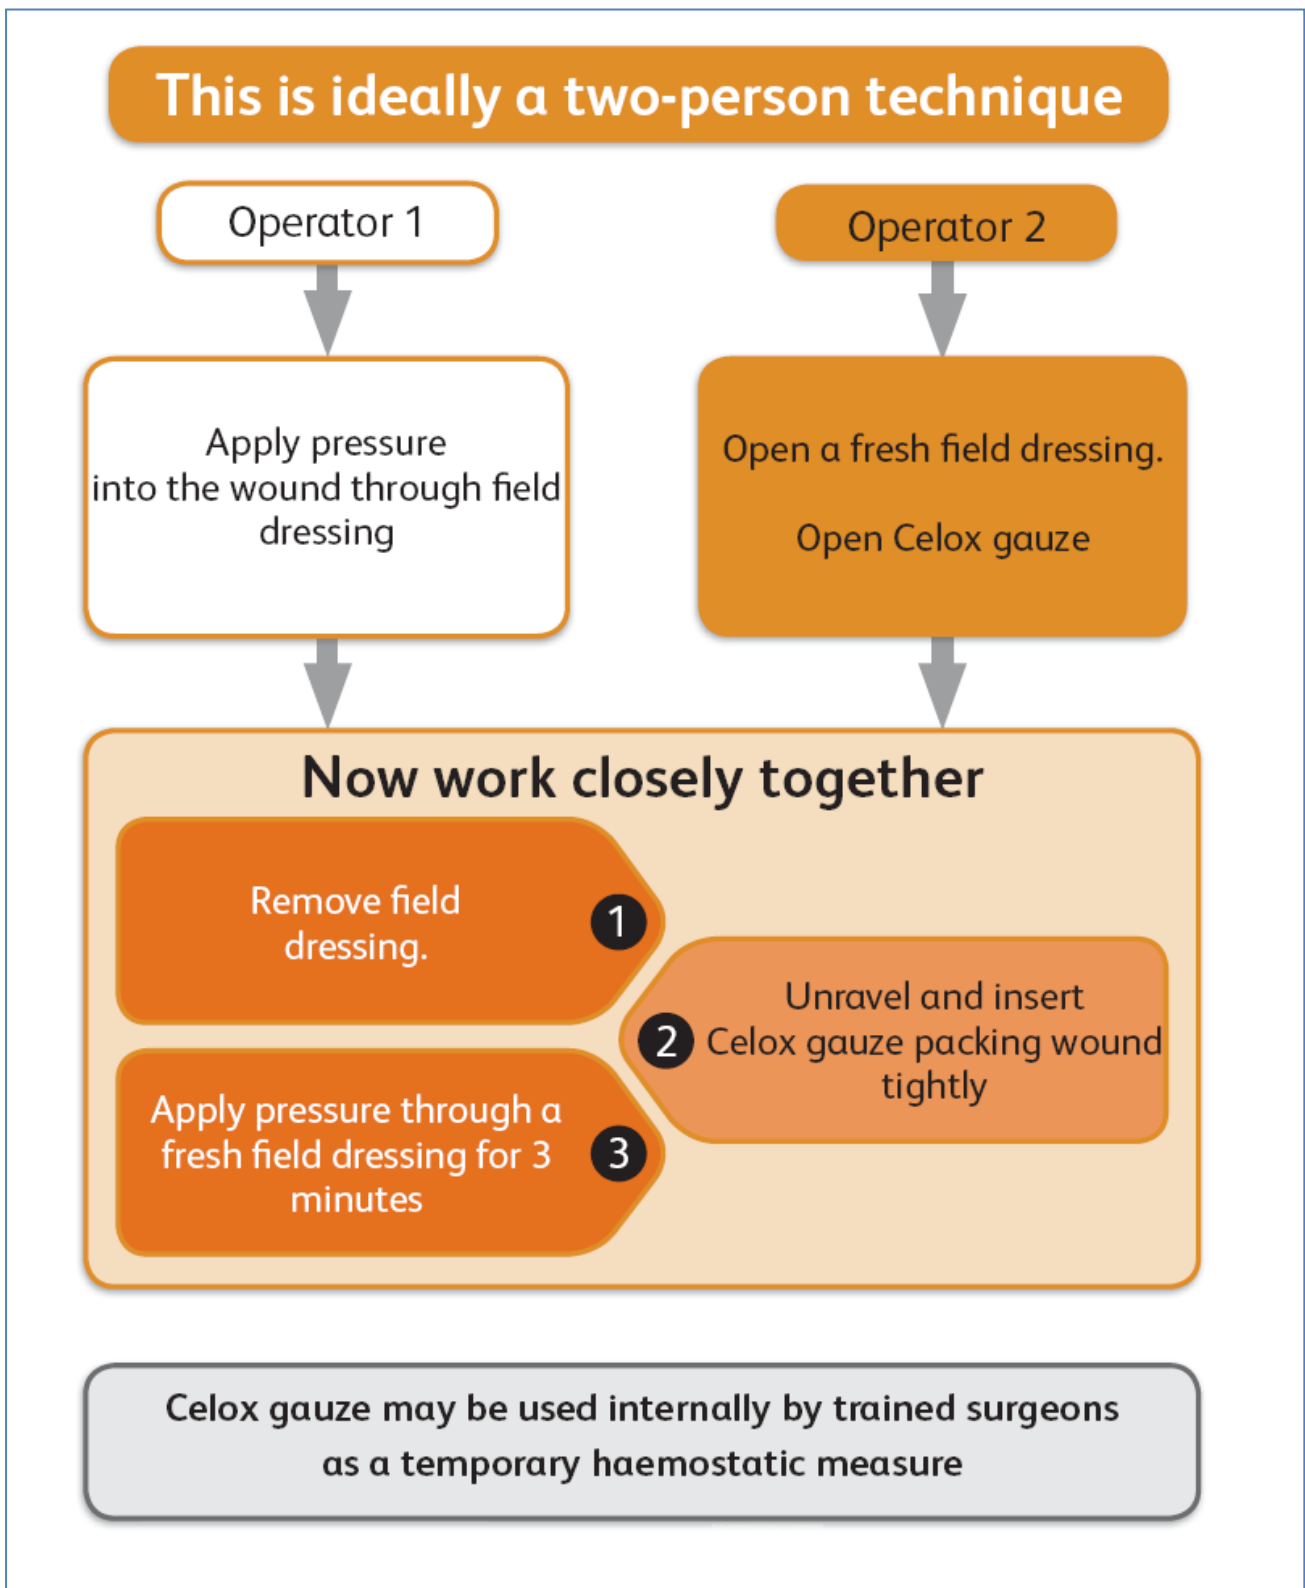 This is ideally a two-person technique
Operator 1
Operator 2
Apply pressure
into the wound through field
dressing
Open a fresh field dressing.
Open Celox gauze
Now work closely together
Remove field
dressing.
1
2
Unravel and insert
Celox gauze packing wound
tightly
Apply pressure through a
fresh field dressing for 3
minutes
3
Celox gauze may be used internally by trained surgeons
as a temporary haemostatic measure